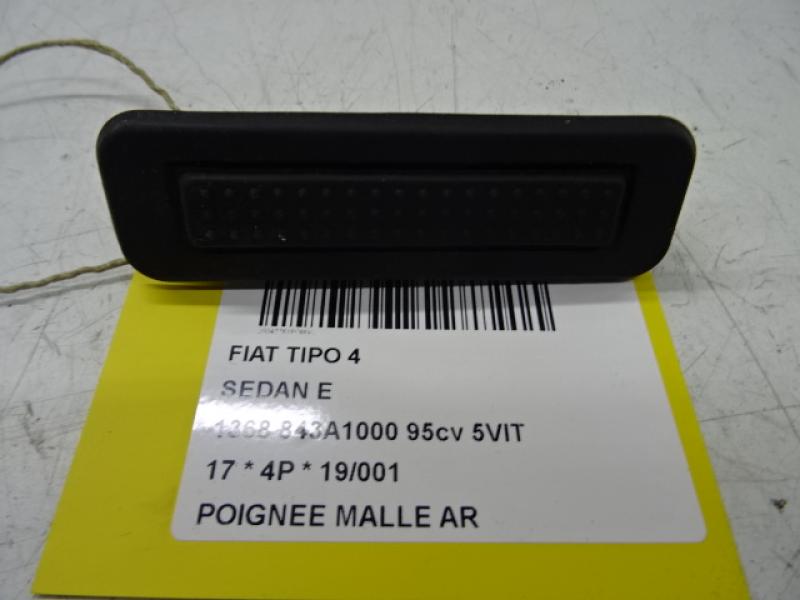 FIAT TIPO 4
SEDAN E
1368 843A1000 95cv 5VIT
17 * 4P * 19/001
POIGNEE MALLE AR